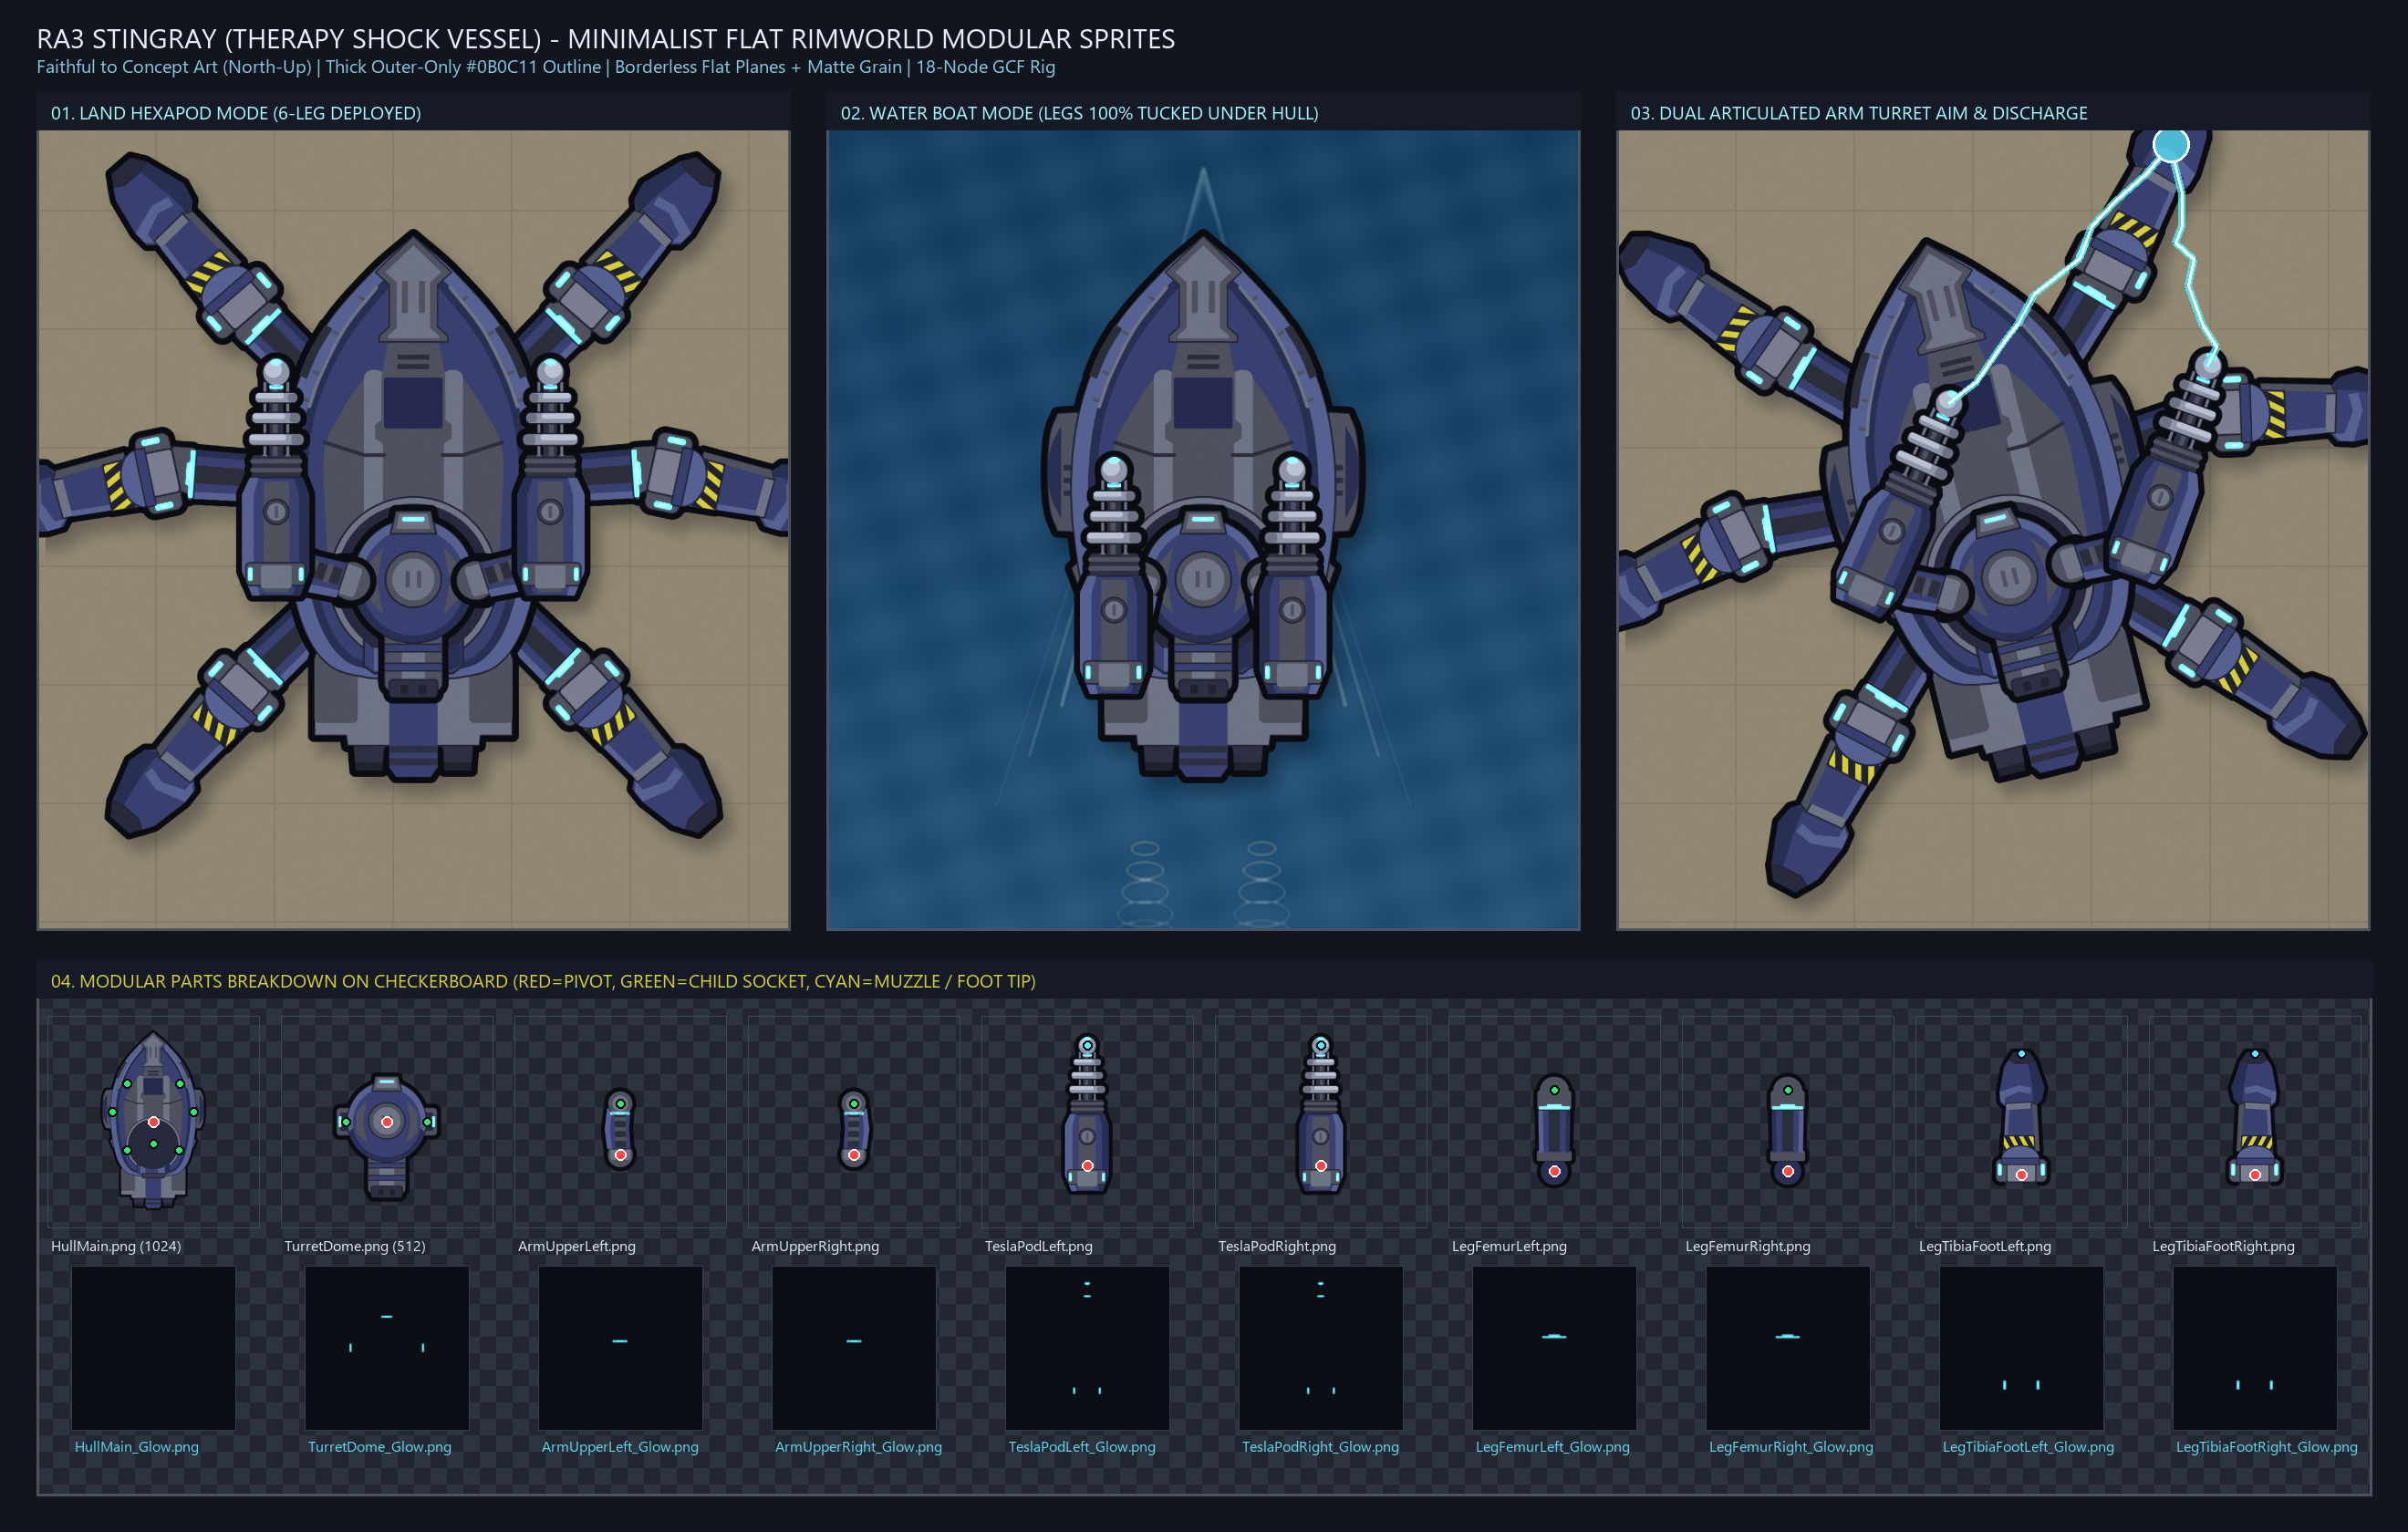 RA3 STINGRAY (THERAPY SHOCK VESSEL) - MINIMALIST FLAT RIMWORLD MODULAR SPRITES
Faithful to Concept Art (North-Up) | Thick Outer-Only #0B0C11 Outline | Borderless Flat Planes + Matte Grain | 18-Node GCF Rig
01. LAND HEXAPOD MODE (6-LEG DEPLOYED)
02. WATER BOAT MODE (LEGS 100% TUCKED UNDER HULL)
03. DUAL ARTICULATED ARM TURRET AIM & DISCHARGE
04. MODULAR PARTS BREAKDOWN ON CHECKERBOARD (RED=PIVOT, GREEN=CHILD SOCKET, CYAN=MUZZLE / FOOT TIP)
HullMain.png (1024)
TurretDome.png (512)
ArmUpperLeft.png
ArmUpperRight.png
TeslaPodLeft.png
TeslaPodRight.png
LegFemurLeft.png
LegFemurRight.png
LegTibiaFootLeft.png
LegTibiaFootRight.png
HullMain_Glow.png
TurretDome_Glow.png
ArmUpperLeft_Glow.png
ArmUpperRight_Glow.png
TeslaPodLeft_Glow.png
TeslaPodRight_Glow.png
LegFemurLeft_Glow.png
LegFemurRight_Glow.png
LegTibiaFootLeft_Glow.png
LegTibiaFootRight_Glow.png